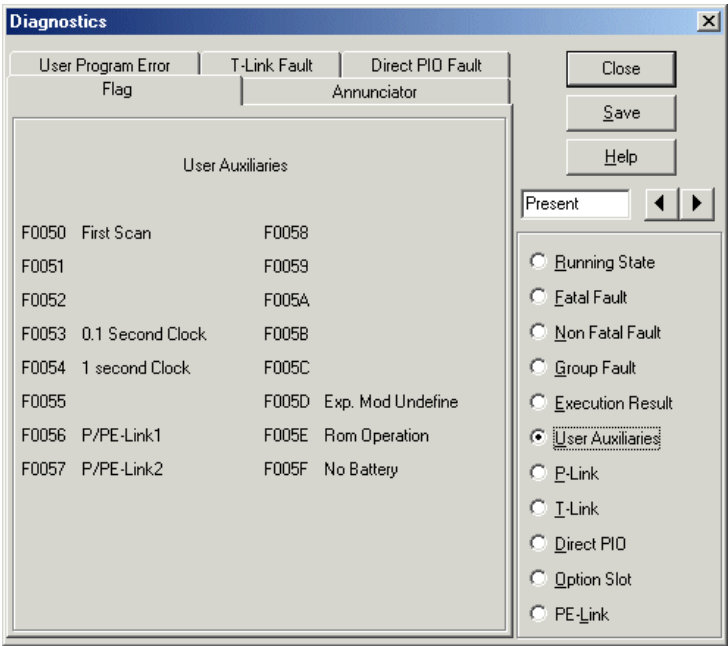 Diagnostics
User Program Error
T-Link Fault
Direct PIO Fault
Flag
Annunciator
User Auxiliaries
F0050 First Scan F0058
F0051 F0059
F0052 F005A
F0053 0.1 Second Clock F005B
F0054 1 second Clock F005C
F0055 F005D Exp. Mod Undefine
F0056 P/PE-Link1 F005E Rom Operation
F0057 P/PE-Link2 F005F No Battery
Close
Save
Help
Present
Running State
Fatal Fault
Non Fatal Fault
Group Fault
Execution Result
User Auxiliaries
P-Link
T-Link
Direct PIO
Option Slot
PE-Link